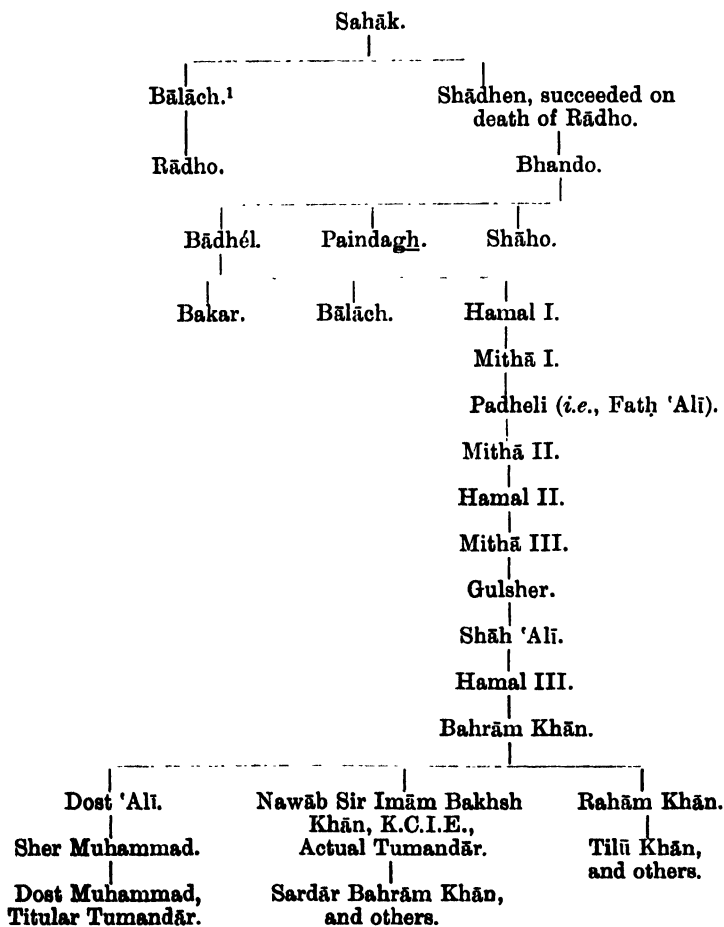 Sahāk.
Bālāch.¹
Shādhen, succeeded on
death of Rādho.
Rādho.
Bhando.
Bādhél. Paindagh. Shāho.
Bakar. Bālāch. Hamal I.
Mithā I.
Padheli (i.e., Fatḥ ‘Alī).
Mithā II.
Hamal II.
Mithā III.
Gulsher.
Shāh ‘Alī.
Hamal III.
Bahrām Khān.
Dost ‘Alī.
Sher Muhammad.
Dost Muhammad,
Titular Tumandār.
Nawāb Sir Imām Bakhsh
Khān, K.C.I.E.,
Actual Tumandār.
Sardār Bahrām Khān,
and others.
Rahām Khān.
Tilū Khān,
and others.